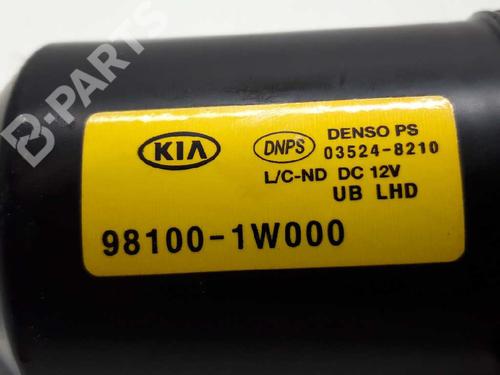 B-PARTS
KIA
DNPS
DENSO PS
03524-8210
L/C-ND DC 12V
UB LHD
98100-1W000